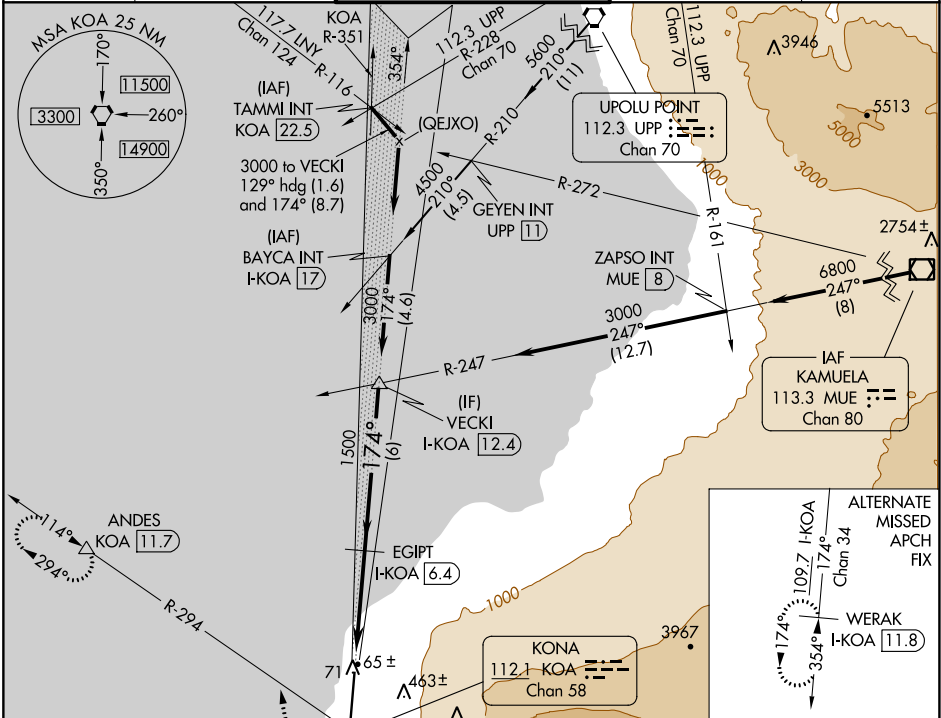 MSA KOA 25 NM
170°
11500
3300
260°
14900
350°
117.7 LNY
Chan 124
R-116
KOA
R-351
354°
112.3 UPP
R-228
Chan 70
5600
210°
(11)
R-210
112.3 UPP
Chan 70
3946
5513
5000
3000
1000
(IAF)
TAMMI INT
KOA 22.5
(QEJXO)
UPOLU POINT
112.3 UPP
Chan 70
3000 to VECKI
129° hdg (1.6)
and 174° (8.7)
4500
210°
(4.5)
R-272
GEYEN INT
UPP 11
R-161
(IAF)
BAYCA INT
I-KOA 17
ZAPSO INT
MUE 8
2754±
6800
247°
(8)
3000
174°
(4.6)
3000
247°
(12.7)
R-247
IAF
KAMUELA
113.3 MUE
Chan 80
(IF)
VECKI
I-KOA 12.4
1500
174°
(6)
114°
294°
ANDES
KOA 11.7
R-294
EGIPT
I-KOA 6.4
1000
ALTERNATE
MISSED
APCH
FIX
109.7 I-KOA
174°
Chan 34
WERAK
I-KOA 11.8
174°
354°
71
65±
463±
3967
KONA
112.1 KOA
Chan 58